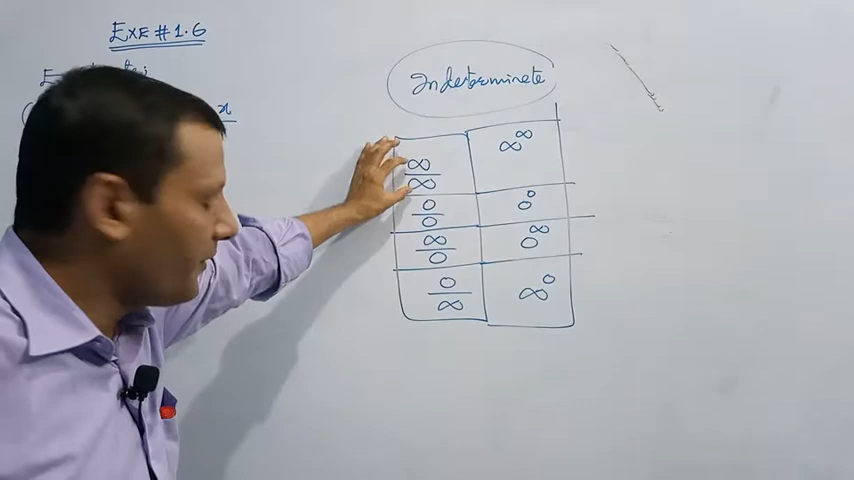 EXE # 1.6
Indeterminate
∞/∞ ∞^∞
0/0 0^0
∞/0 0^∞
0/∞ ∞^0